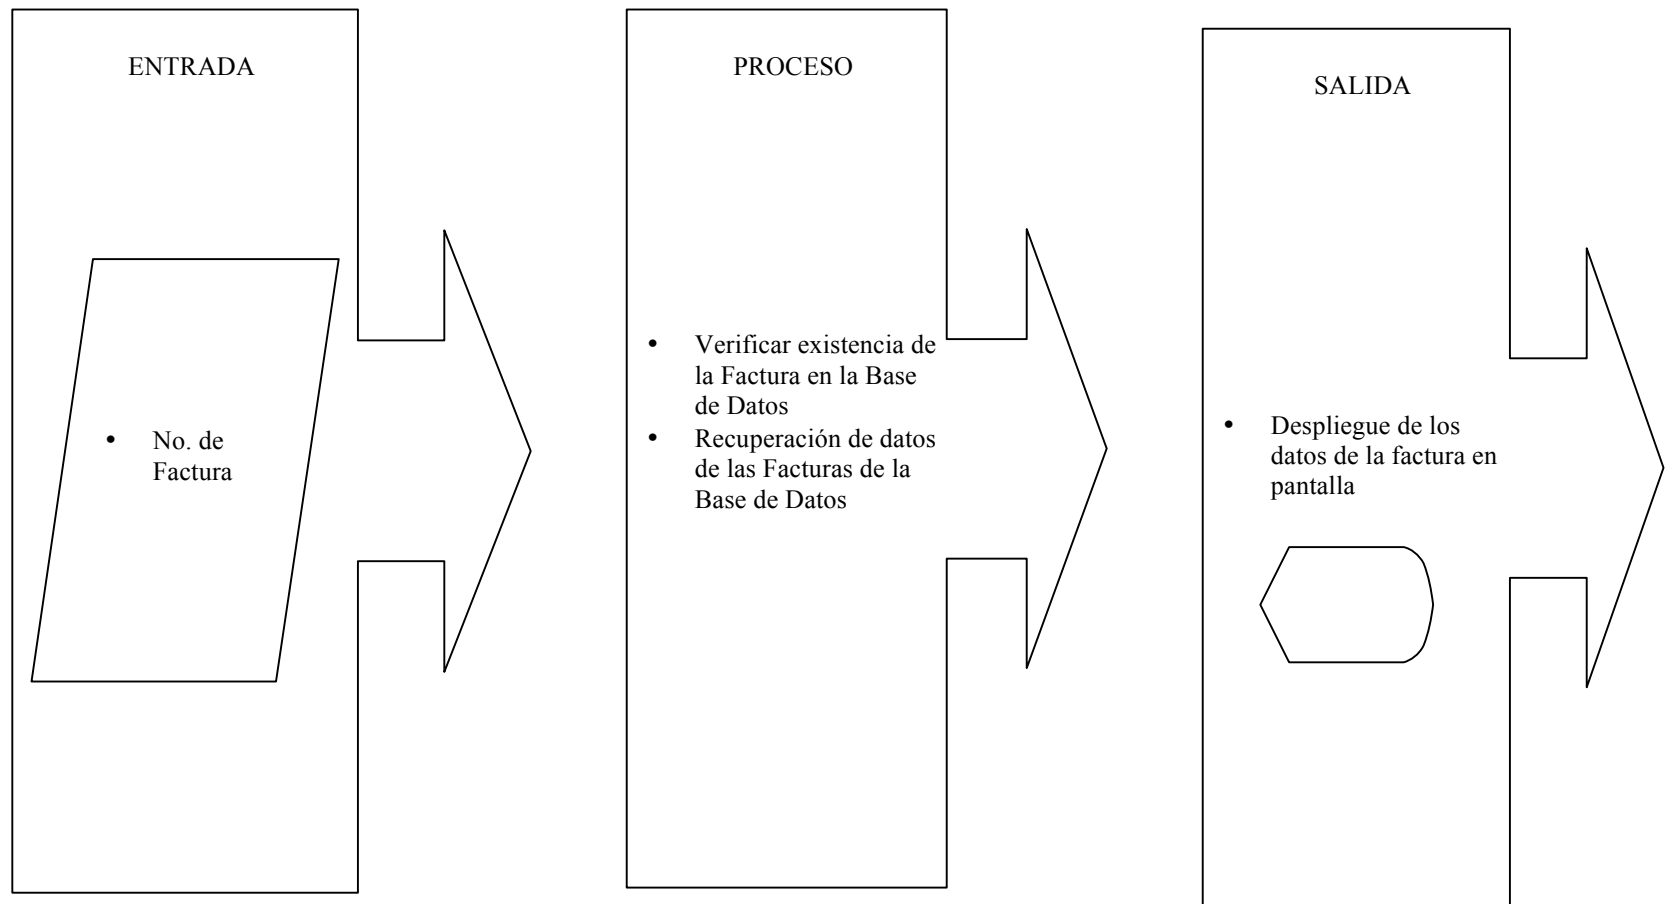 ENTRADA
• No. de
Factura
PROCESO
• Verificar existencia de
la Factura en la Base
de Datos
• Recuperación de datos
de las Facturas de la
Base de Datos
SALIDA
• Despliegue de los
datos de la factura en
pantalla